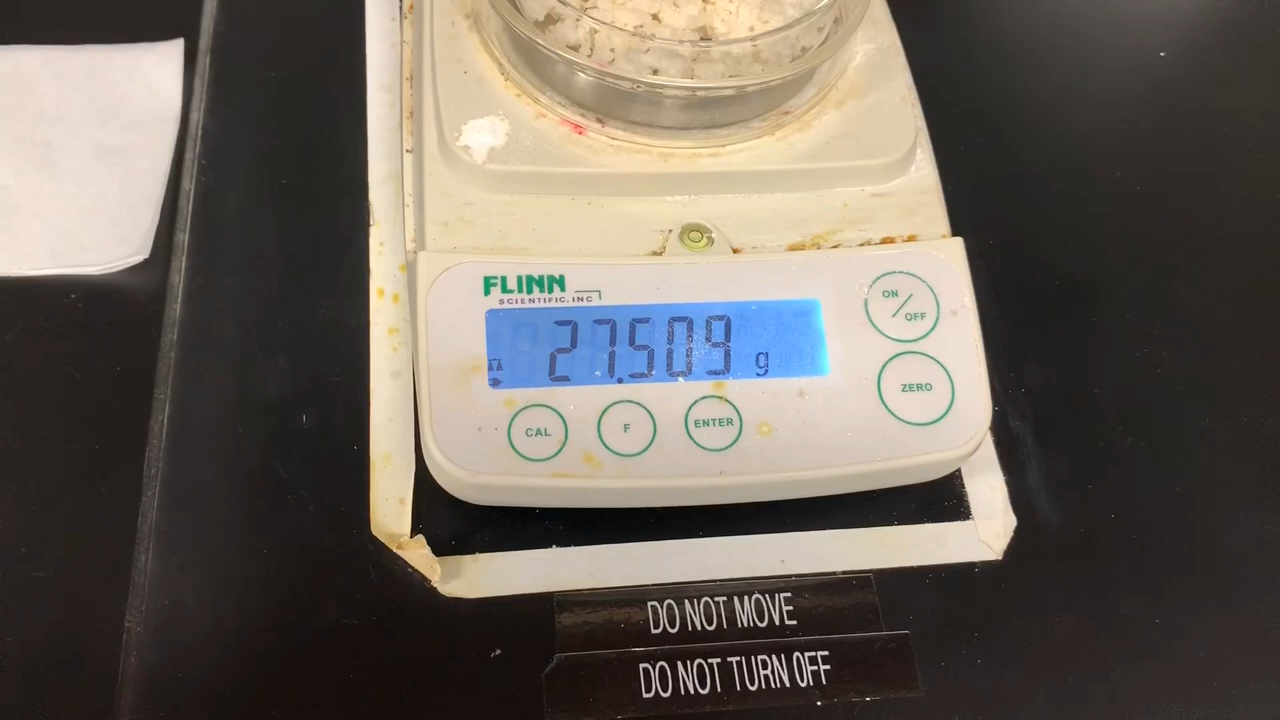 FLINN
SCIENTIFIC, INC
27.509 g
ON/OFF
ZERO
CAL
F
ENTER
DO NOT MOVE
DO NOT TURN OFF